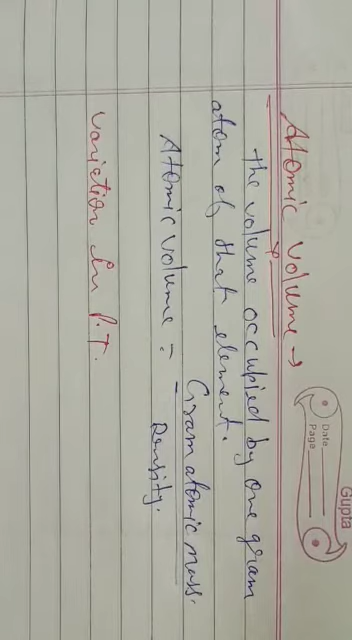 Gupta
Date
Page
Atomic volume →
the volume occupied by one gram
atom of that element.
Atomic volume = Gram atomic mass.
Density.
Variation in P.T.